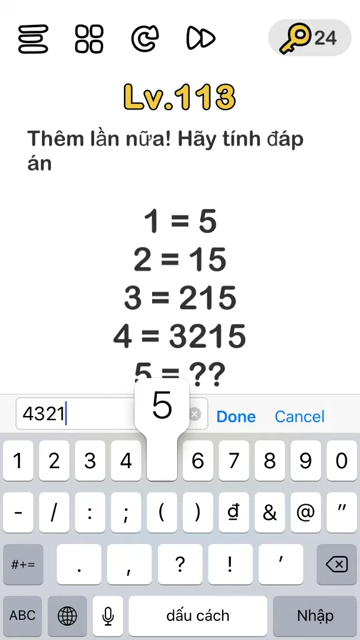 24
Lv.113
Thêm lần nữa! Hãy tính đáp
án
1 = 5
2 = 15
3 = 215
4 = 3215
5 = ??
4321 Done Cancel
5
1 2 3 4 6 7 8 9 0
- / : ; ( ) đ & @ "
#+= . , ? ! '
ABC dấu cách Nhập